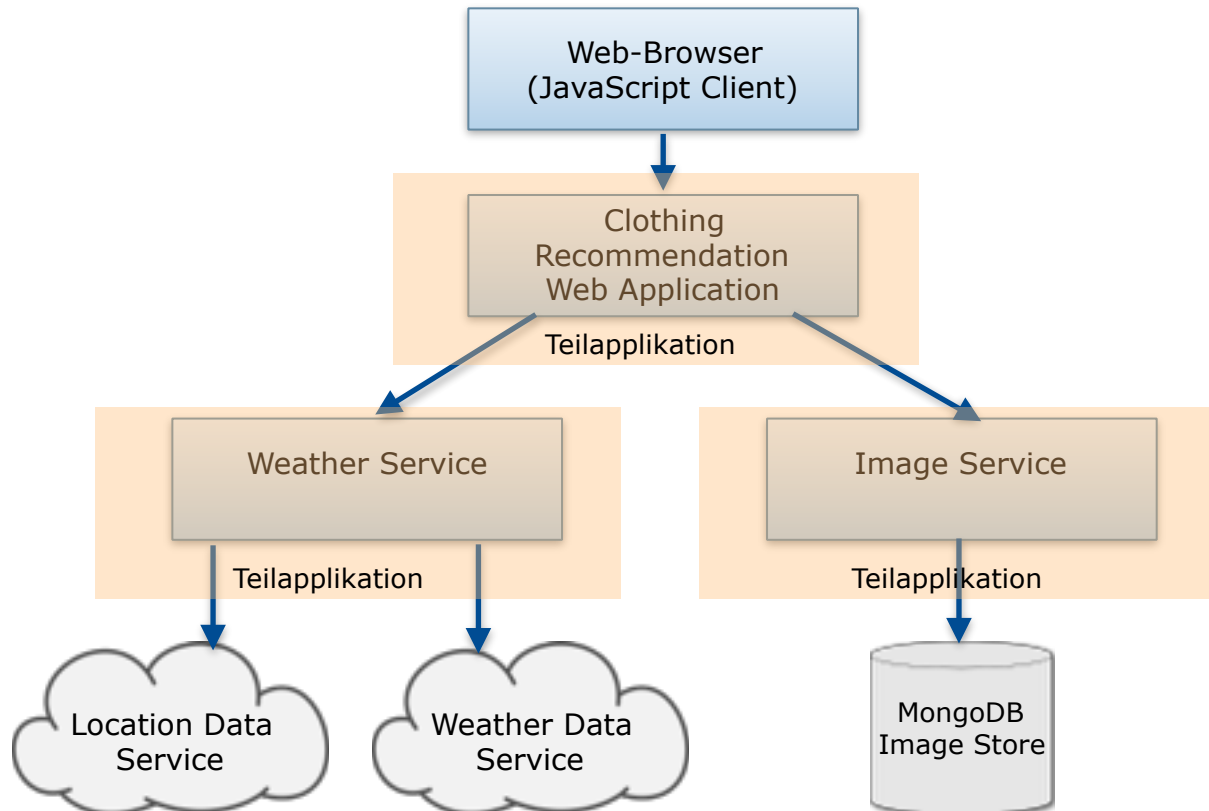 Web-Browser
(JavaScript Client)
Clothing
Recommendation
Web Application
Teilapplikation
Weather Service
Image Service
Teilapplikation
Teilapplikation
Location Data
Service
Weather Data
Service
MongoDB
Image Store